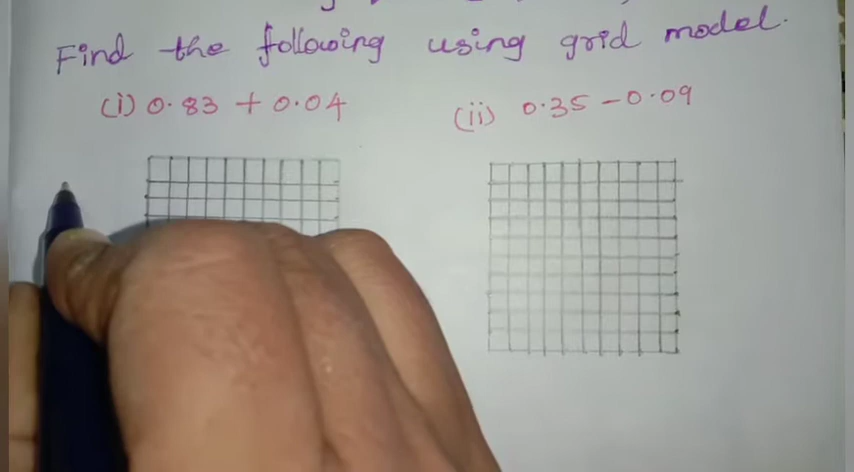 Find the following using grid model.
(i) 0.83 + 0.04
(ii) 0.35 - 0.09